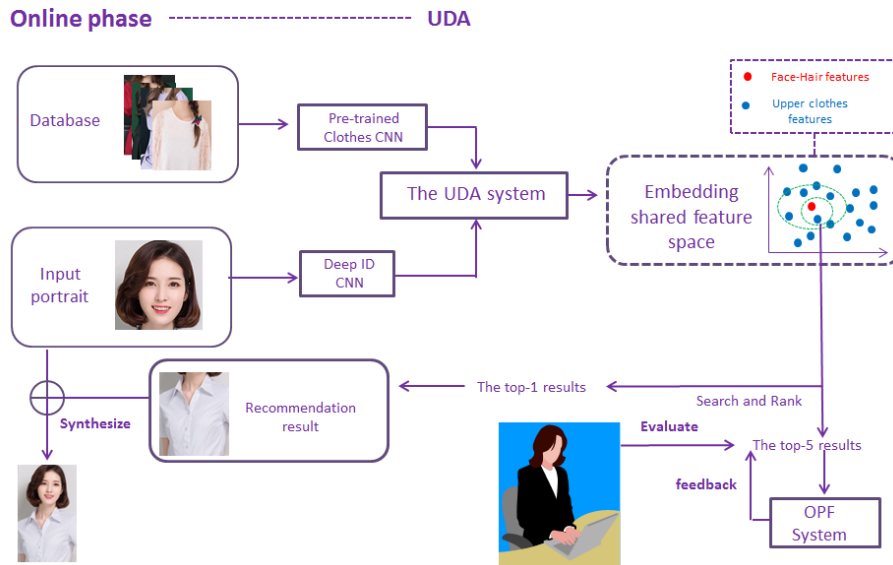 Online phase
UDA
Face-Hair features
Upper clothes
features
Database
Pre-trained
Clothes CNN
The UDA system
Embedding
shared feature
space
Input
portrait
Deep ID
CNN
The top-1 results
Search and Rank
Recommendation
result
Synthesize
Evaluate
The top-5 results
feedback
OPF
System